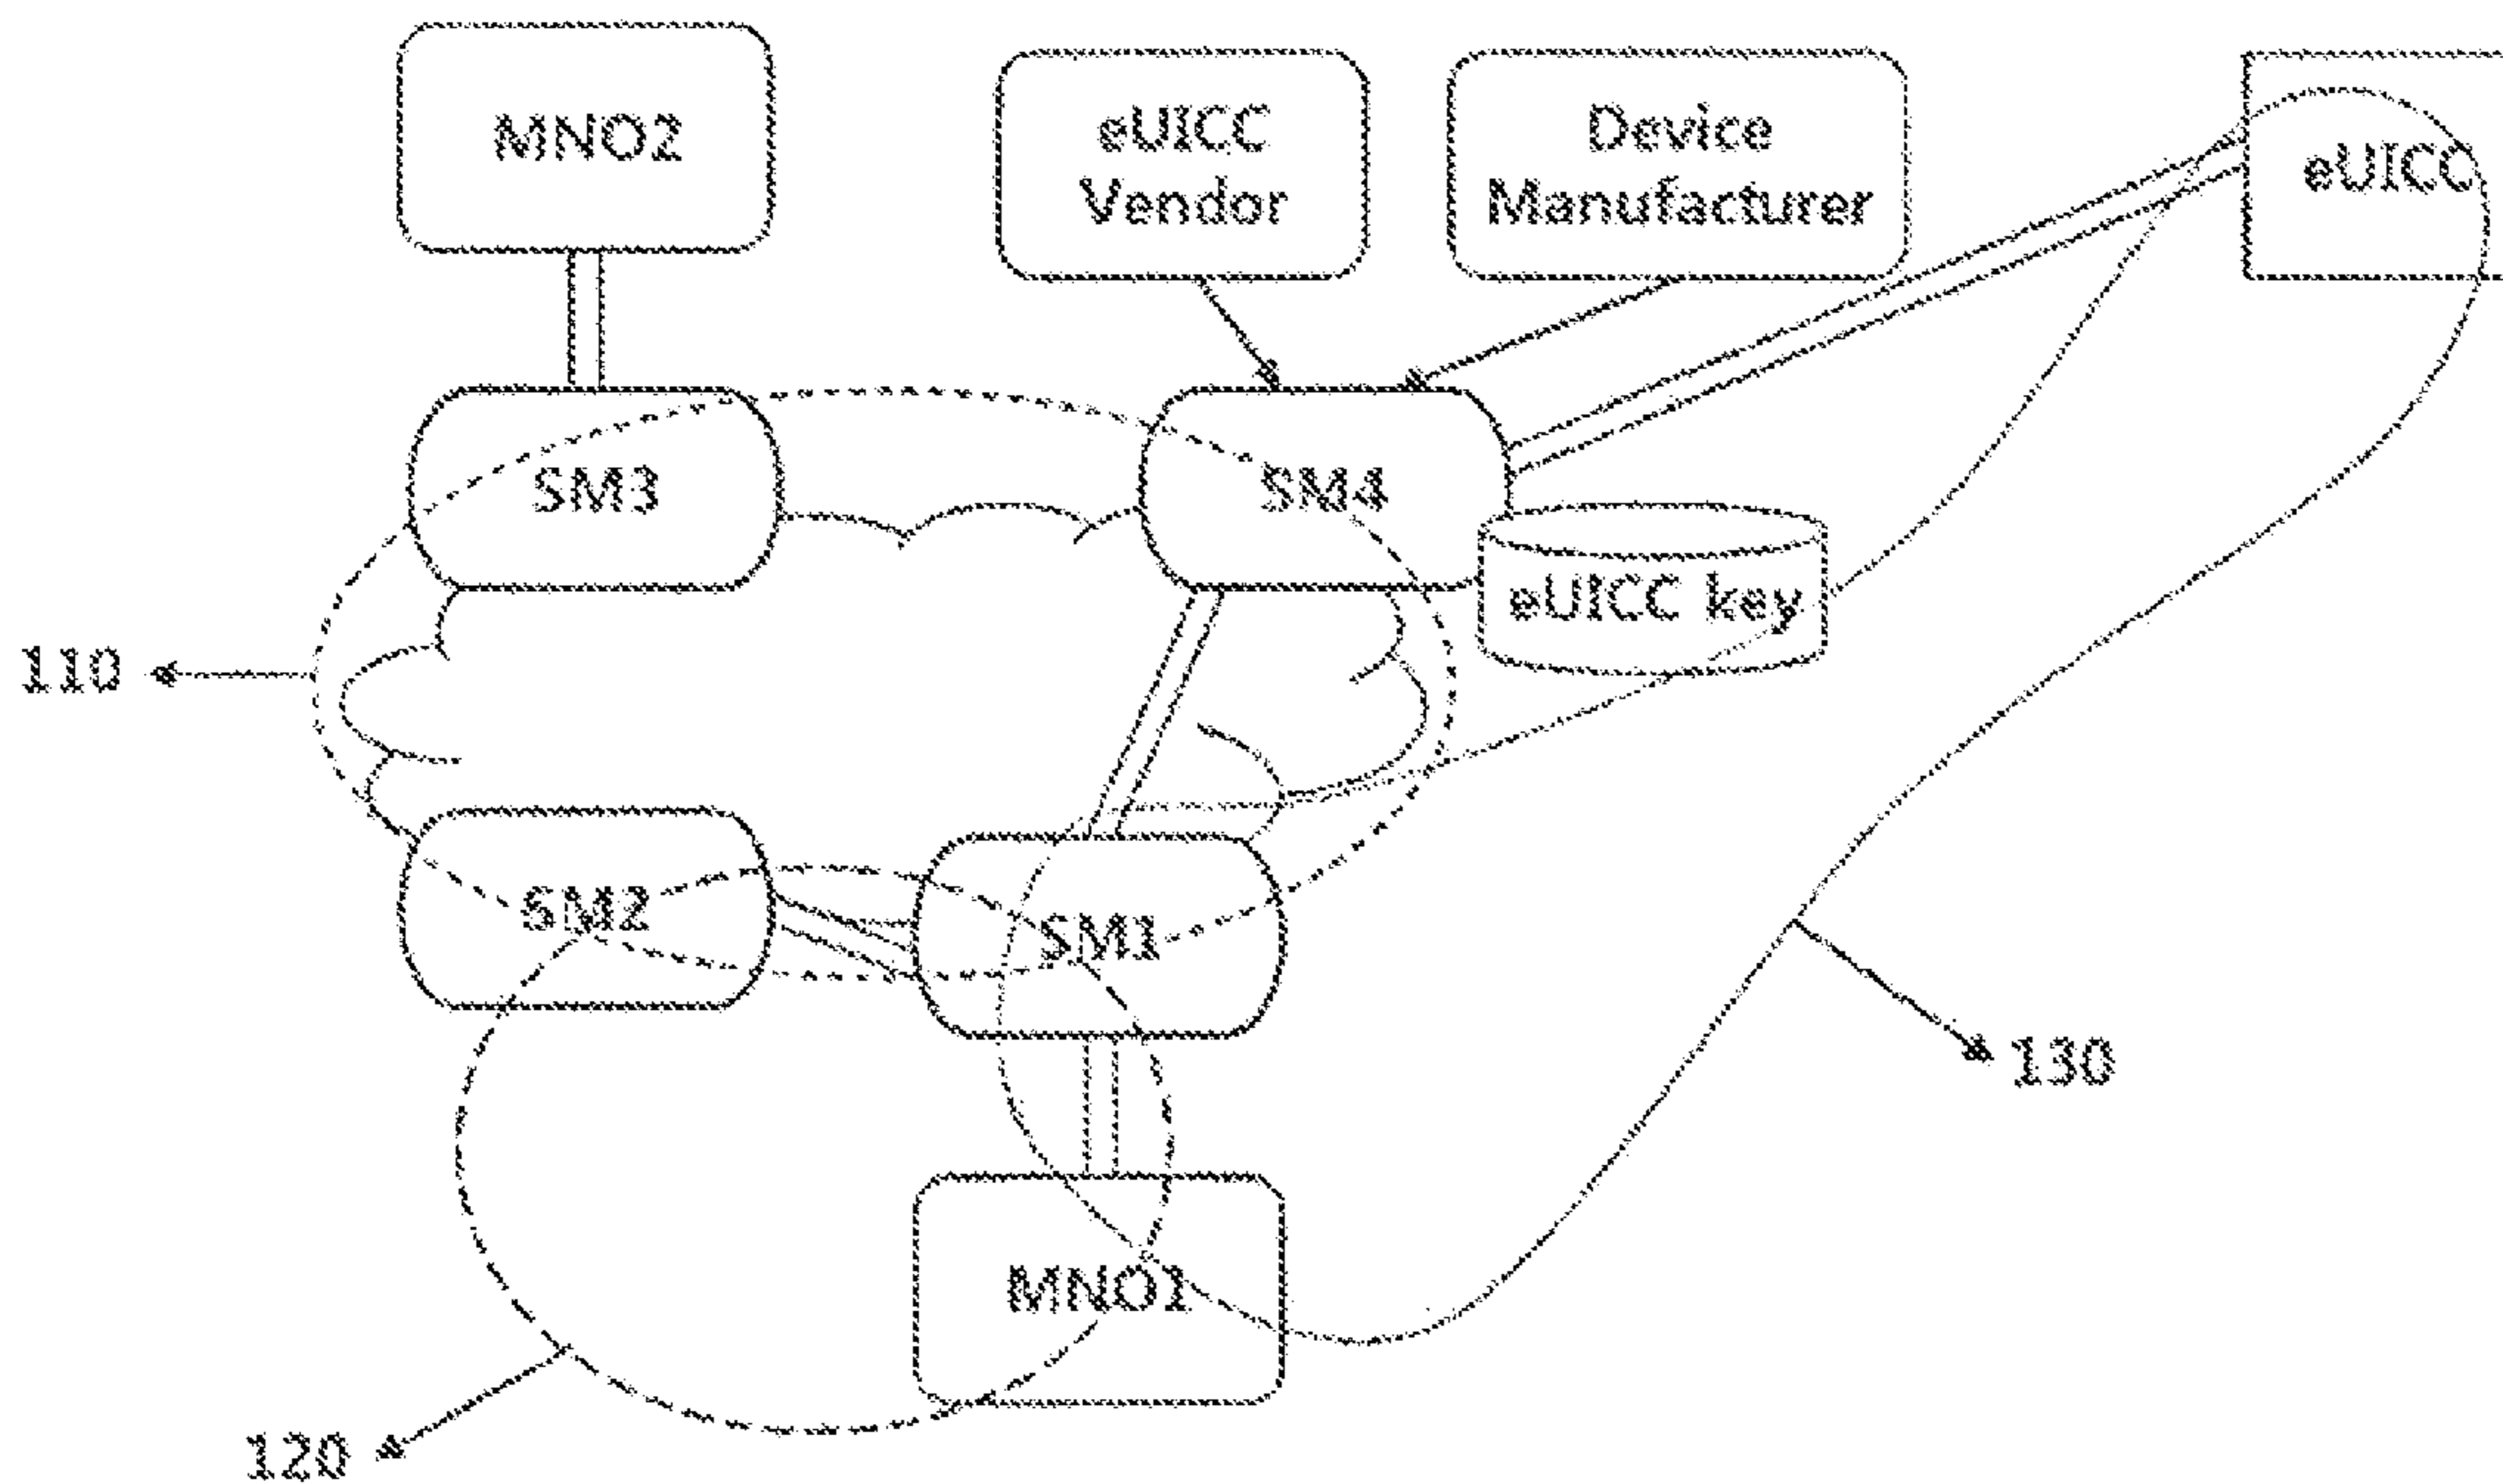 MNO2
eUICC
Vendor
Device
Manufacturer
eUICC
SM3
SM4
eUICC key
110
SM2
SM1
130
MNO1
120